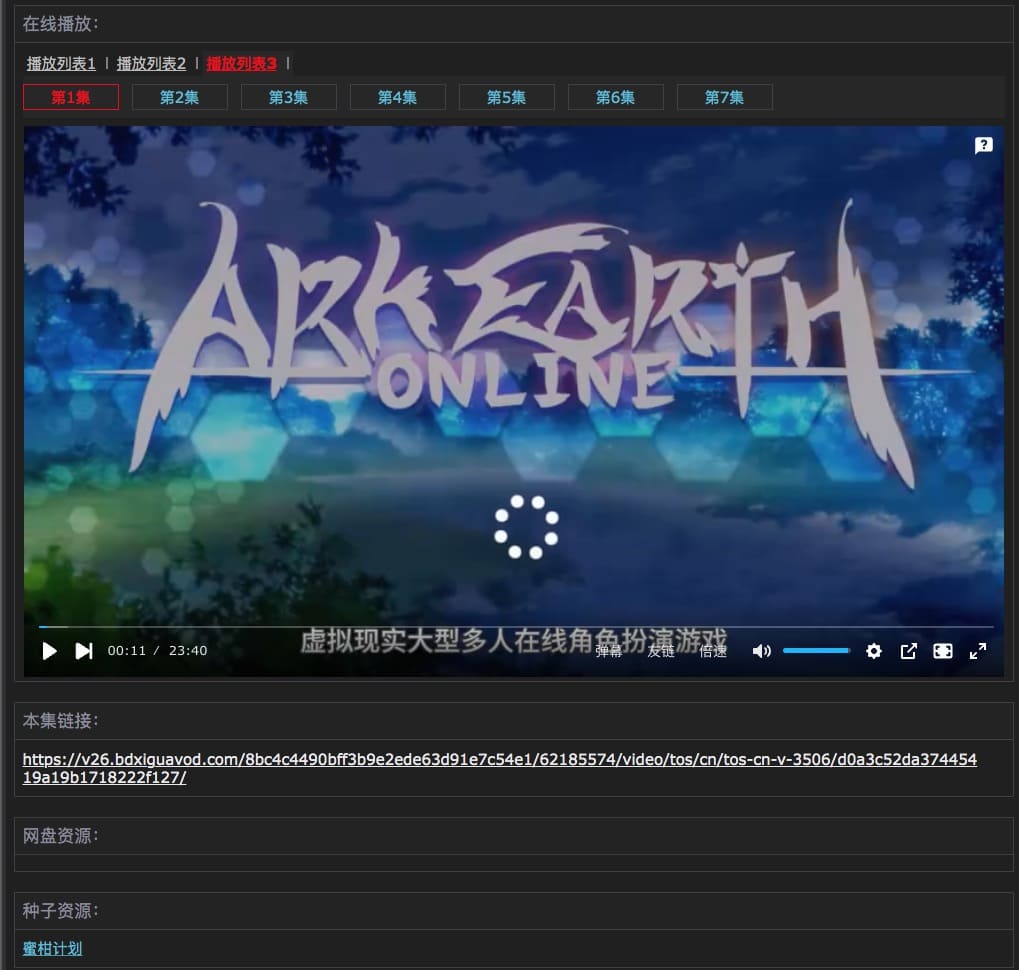 在线播放:
播放列表1 | 播放列表2 | 播放列表3 |
第1集 第2集 第3集 第4集 第5集 第6集 第7集
?
ARK EARTH
ONLINE
虚拟现实大型多人在线角色扮演游戏
00:11 / 23:40 弹幕 友链 倍速
本集链接:
https://v26.bdxiguavod.com/8bc4c4490bff3b9e2ede63d91e7c54e1/62185574/video/tos/cn/tos-cn-v-3506/d0a3c52da374454
19a19b1718222f127/
网盘资源:
种子资源:
蜜柑计划